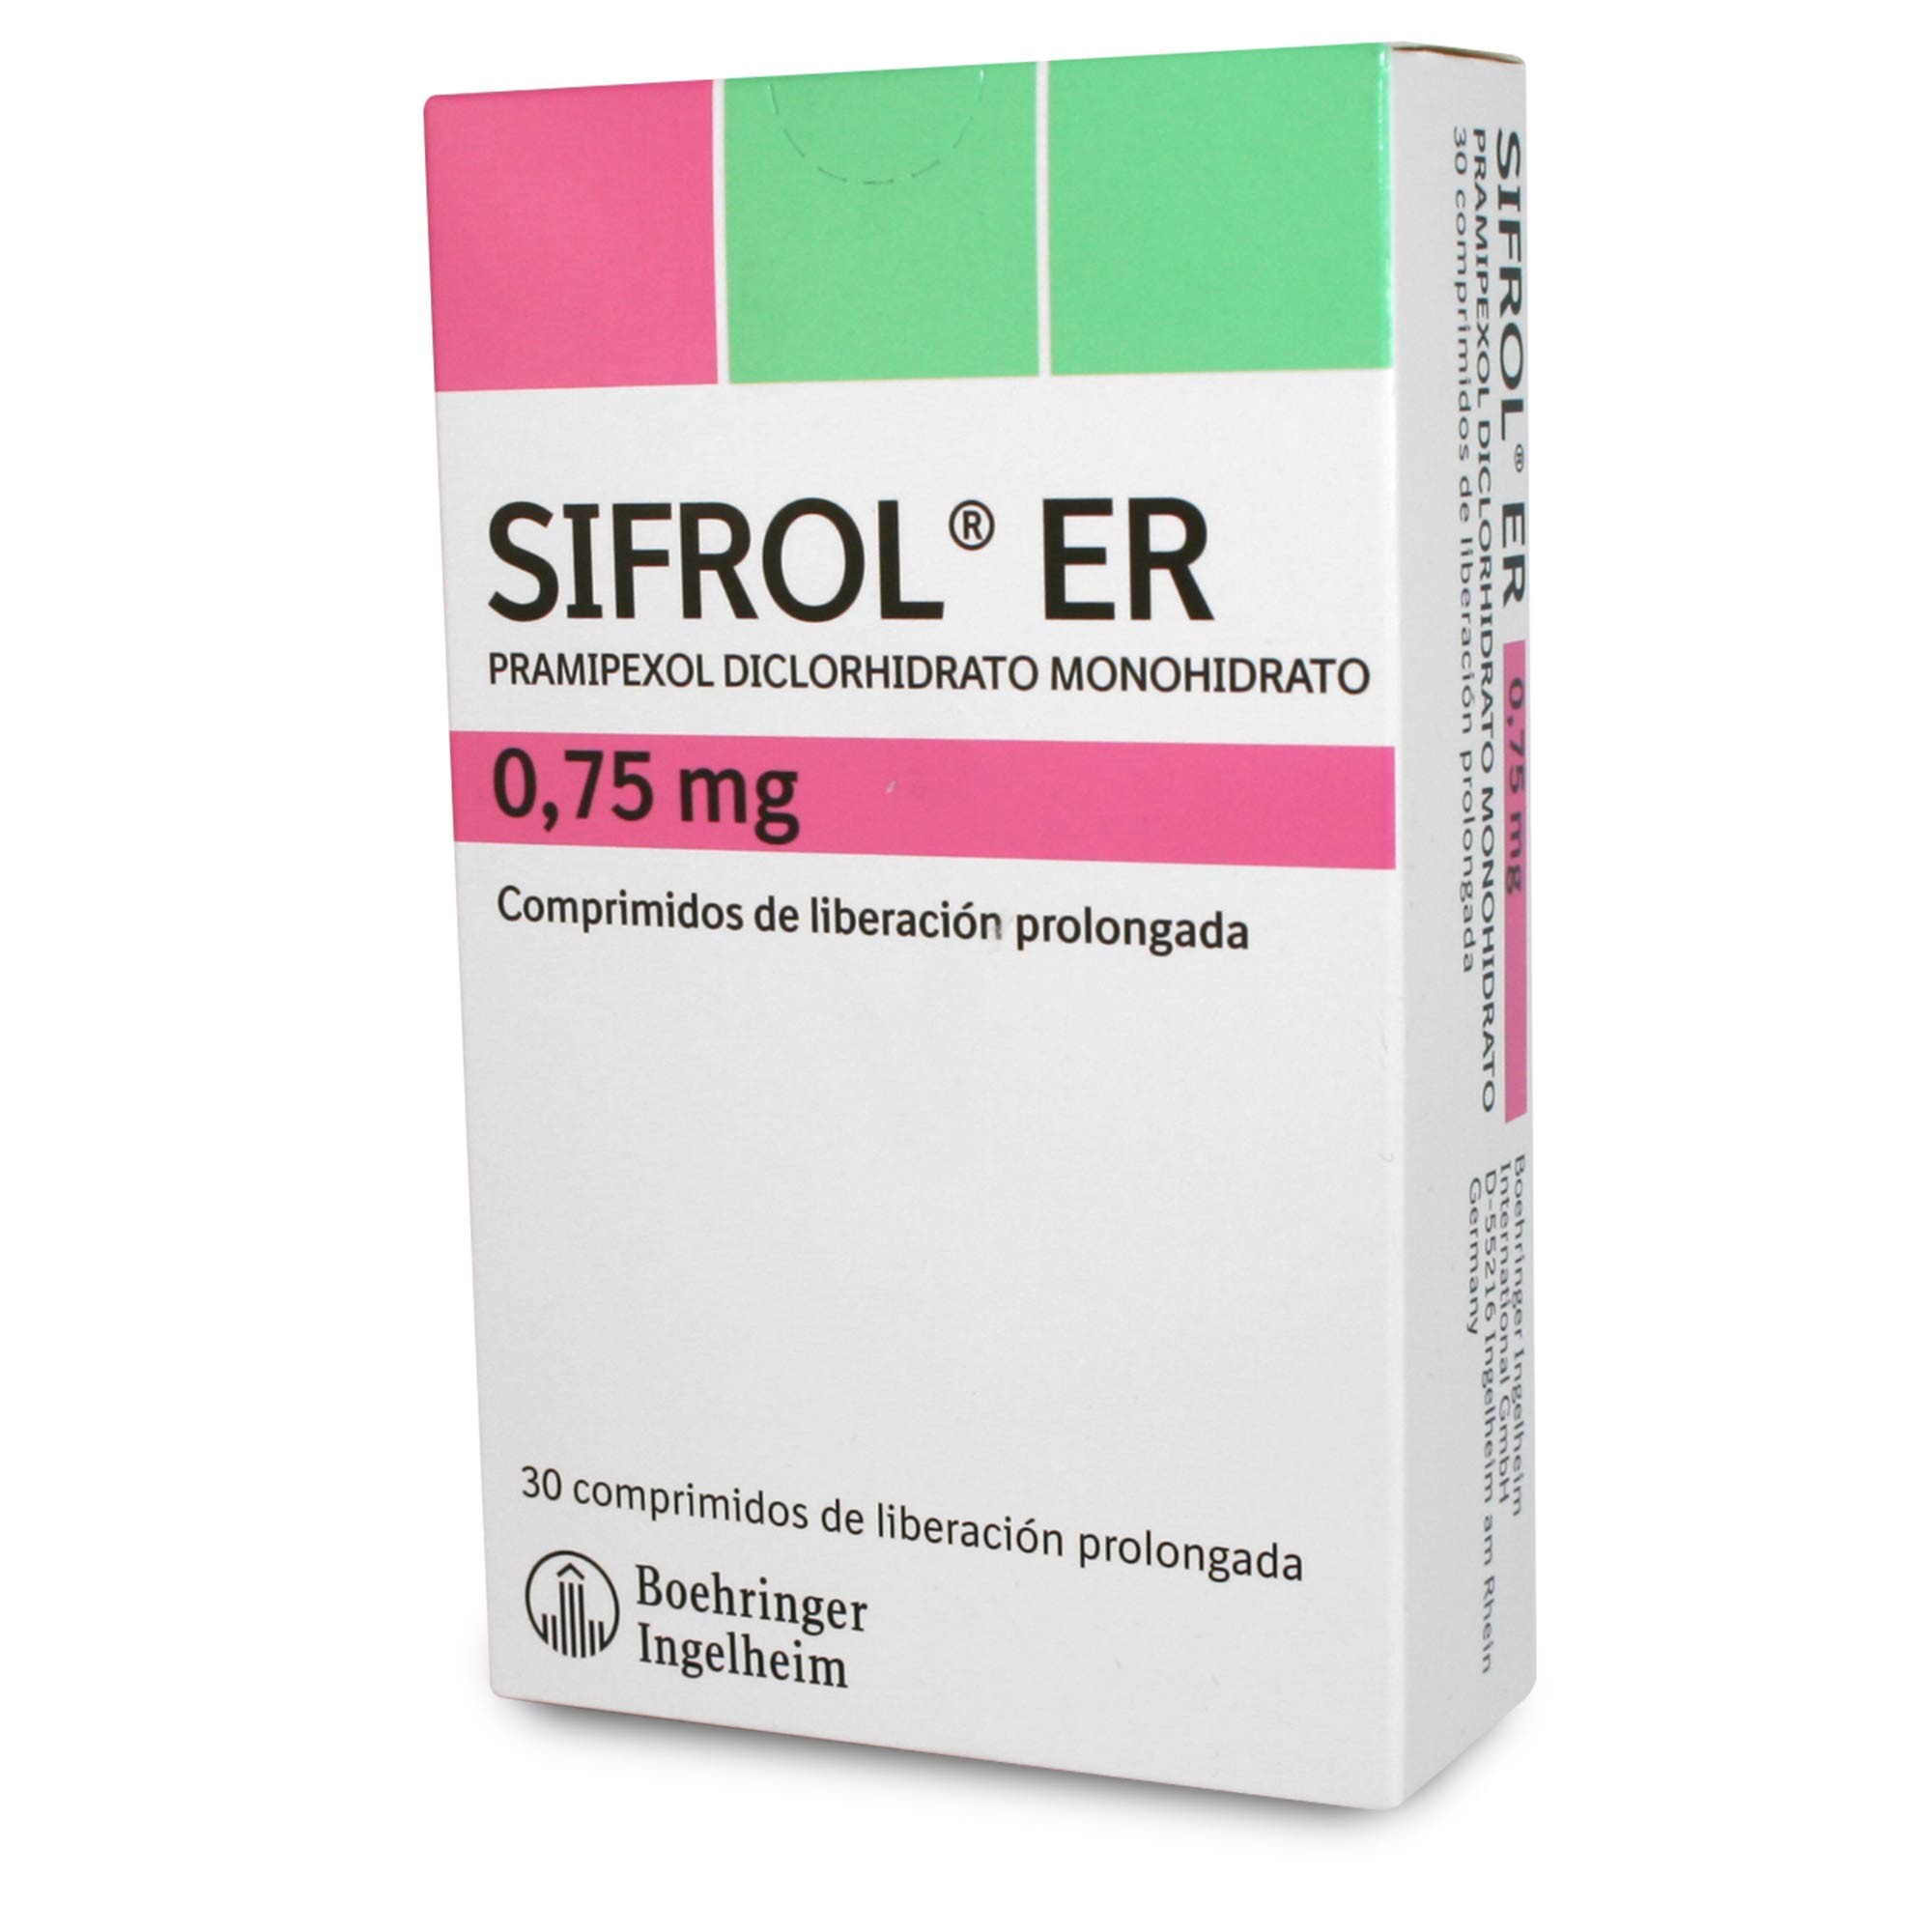 SIFROL® ER
PRAMIPEXOL DICLORHIDRATO MONOHIDRATO
0,75 mg
Comprimidos de liberación prolongada
30 comprimidos de liberación prolongada
Boehringer
Ingelheim
SIFROL® ER 0,75 mg
PRAMIPEXOL DICLORHIDRATO MONOHIDRATO
30 comprimidos de liberación prolongada
Boehringer Ingelheim
International GmbH
D-55216 Ingelheim am Rhein
Germany